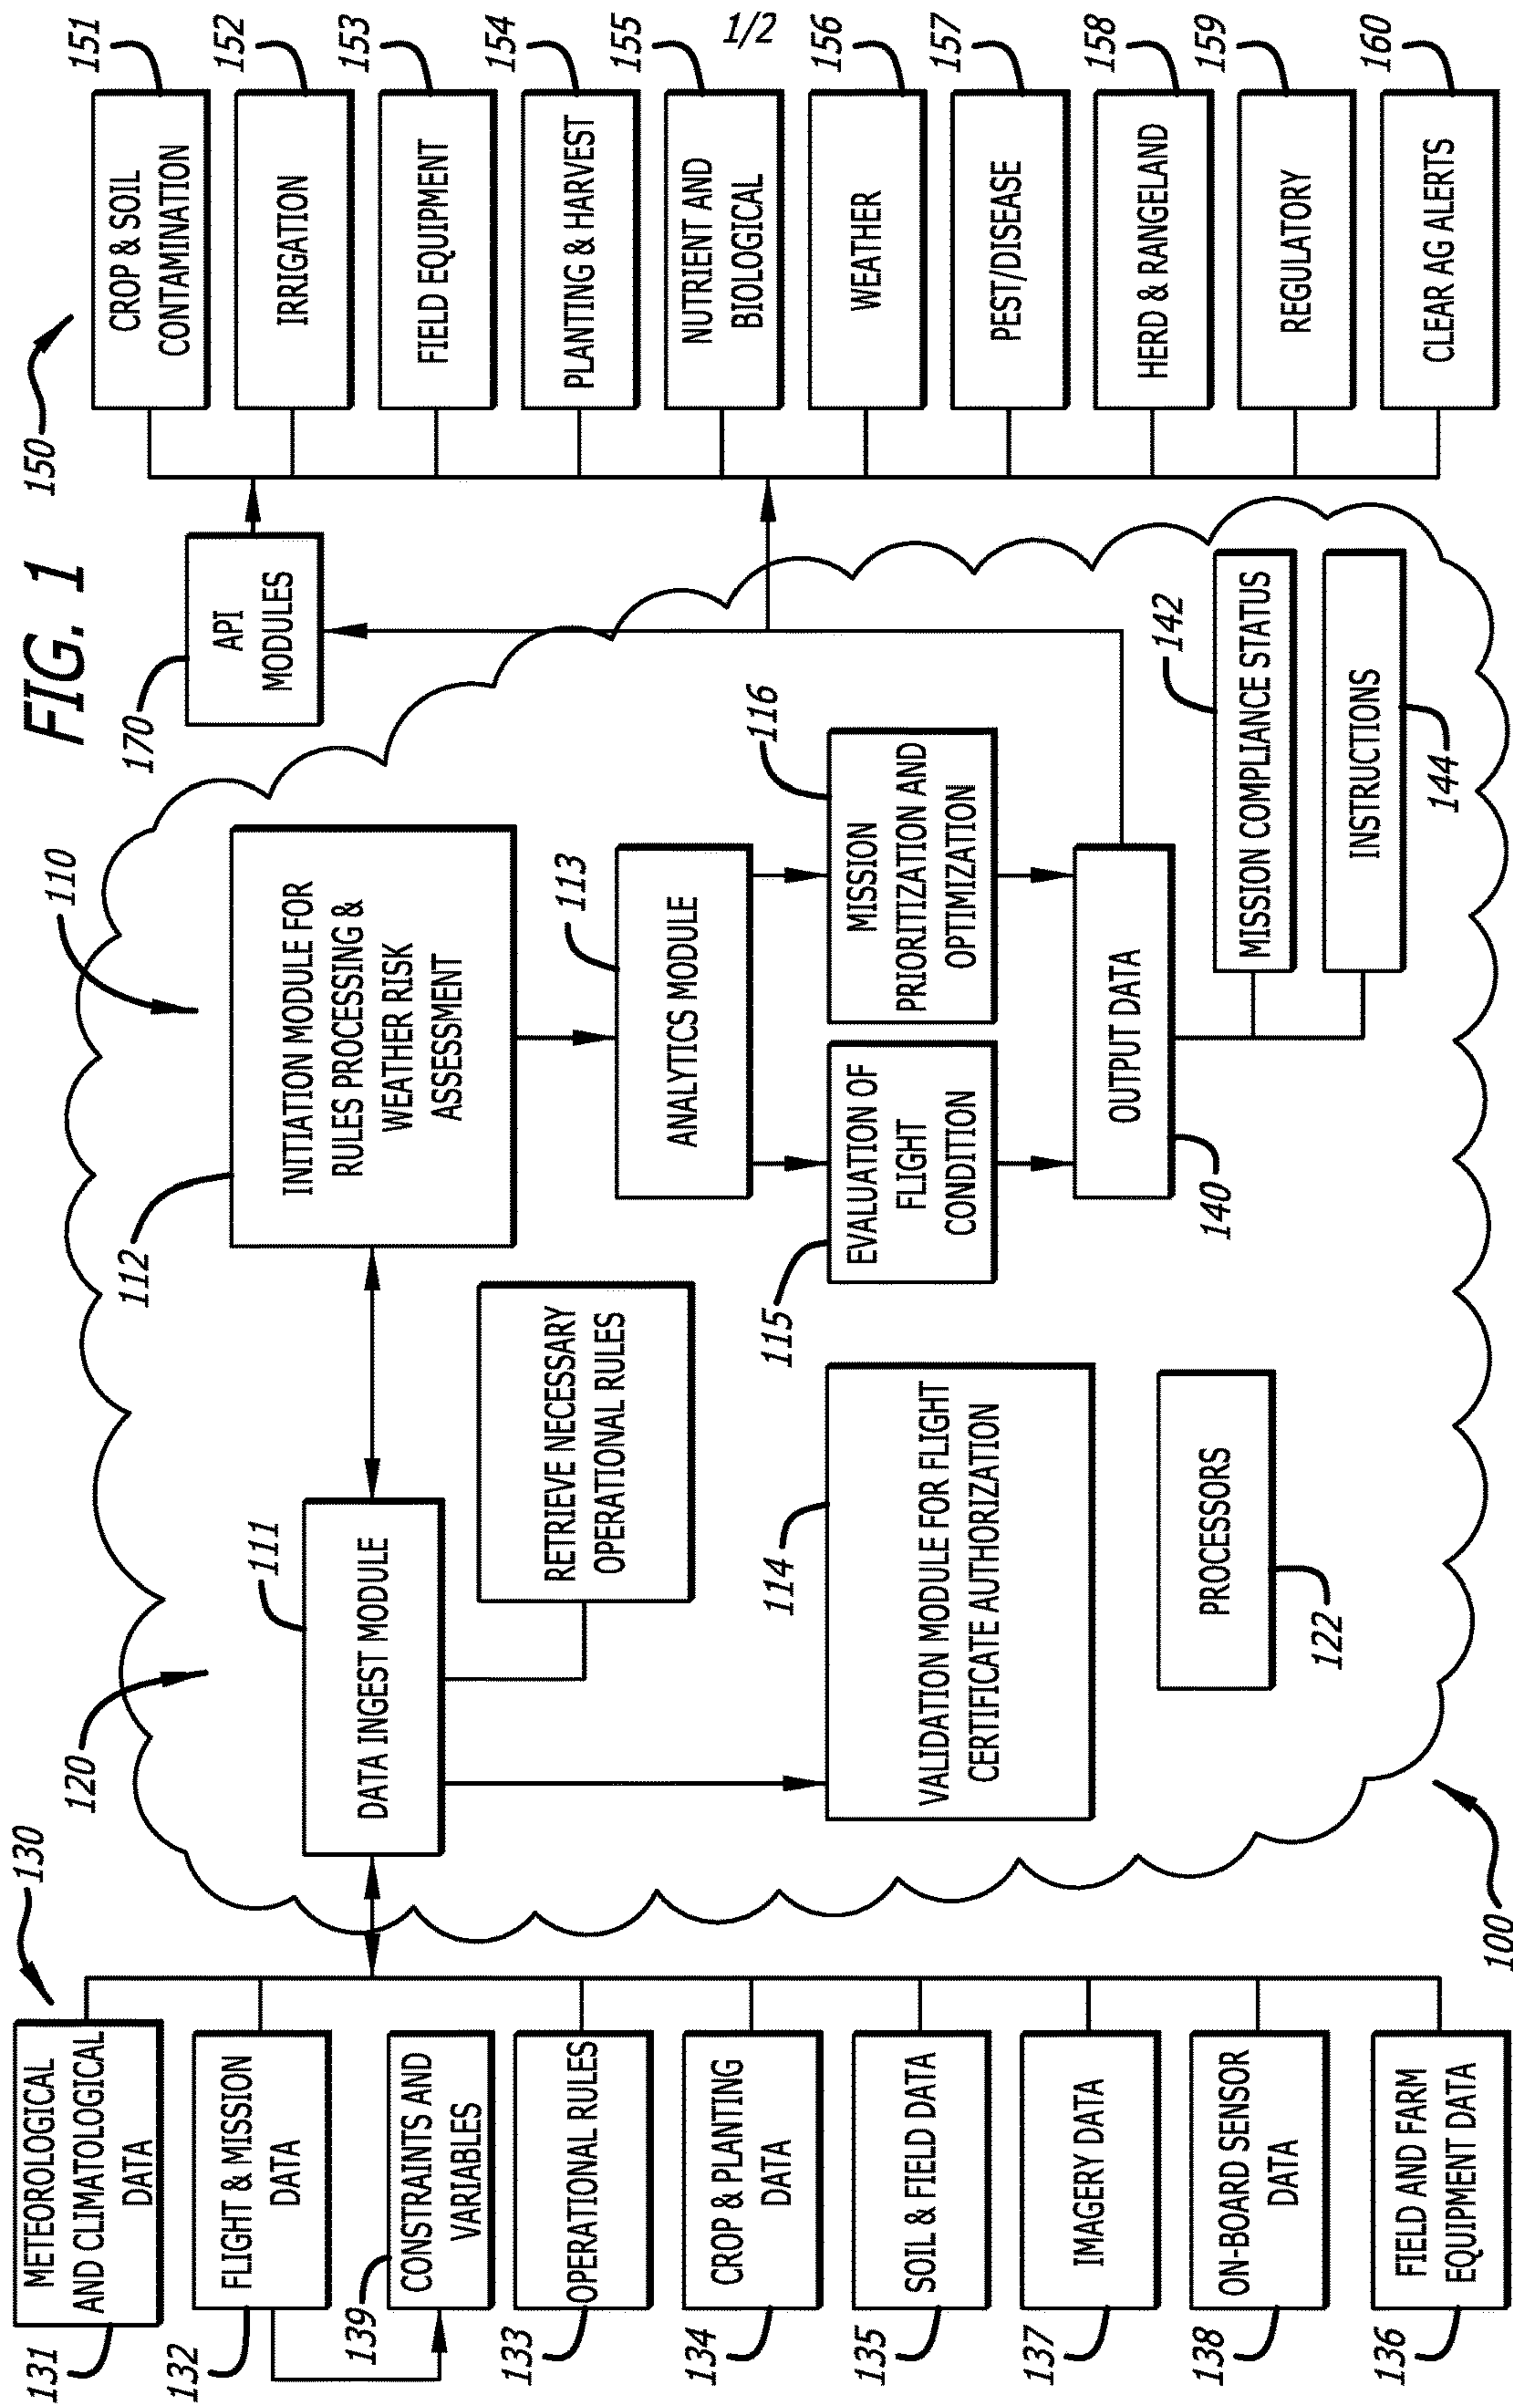 1/2
FIG. 1
130
METEOROLOGICAL
AND CLIMATOLOGICAL
DATA
131
FLIGHT & MISSION
DATA
132
CONSTRAINTS AND
VARIABLES
139
OPERATIONAL RULES
133
CROP & PLANTING
DATA
134
SOIL & FIELD DATA
135
IMAGERY DATA
137
ON-BOARD SENSOR
DATA
138
FIELD AND FARM
EQUIPMENT DATA
136
100
120
110
111
DATA INGEST MODULE
RETRIEVE NECESSARY
OPERATIONAL RULES
114
VALIDATION MODULE FOR FLIGHT
CERTIFICATE AUTHORIZATION
PROCESSORS
122
112
INITIATION MODULE FOR
RULES PROCESSING &
WEATHER RISK
ASSESSMENT
113
ANALYTICS MODULE
115
EVALUATION OF
FLIGHT
CONDITION
116
MISSION
PRIORITIZATION AND
OPTIMIZATION
OUTPUT DATA
140
142
MISSION COMPLIANCE STATUS
INSTRUCTIONS
144
170
API
MODULES
150
CROP & SOIL
CONTAMINATION
151
IRRIGATION
152
FIELD EQUIPMENT
153
PLANTING & HARVEST
154
NUTRIENT AND
BIOLOGICAL
155
WEATHER
156
PEST/DISEASE
157
HERD & RANGELAND
158
REGULATORY
159
CLEAR AG ALERTS
160